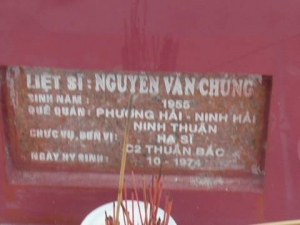 LIỆT SĨ : NGUYỄN VĂN CHÚNG
SINH NĂM : 1955
QUÊ QUÁN : PHƯƠNG HẢI - NINH HẢI
NINH THUẬN
CHỨC VỤ, ĐƠN VỊ : HẠ SĨ
C2 THUẬN BẮC
NGÀY HY SINH : 10 - 1974